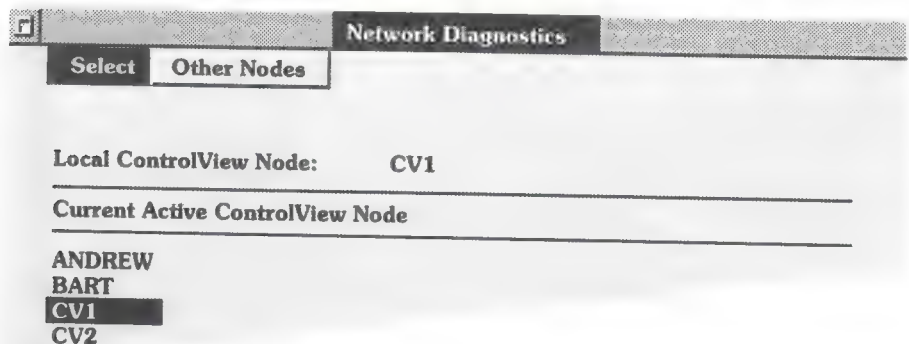 Network Diagnostics
Select Other Nodes
Local ControlView Node: CV1
Current Active ControlView Node
ANDREW
BART
CV1
CV2